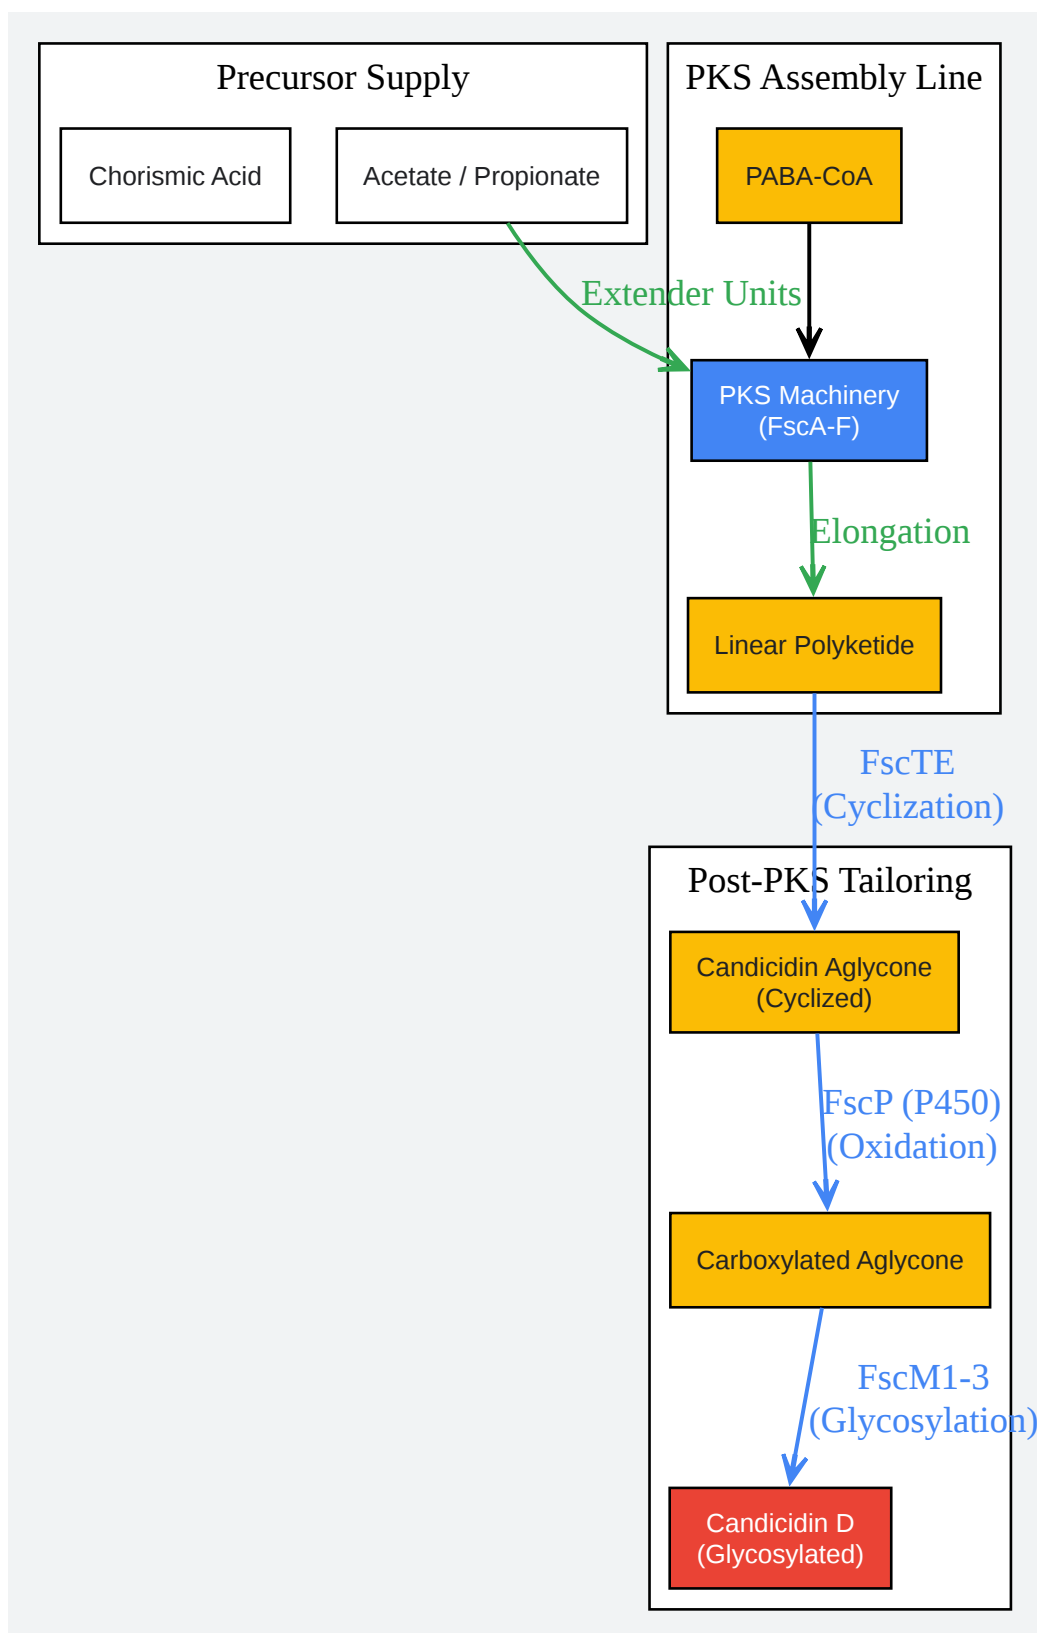 Precursor Supply
Chorismic Acid
Acetate / Propionate
PKS Assembly Line
PABA-CoA
Extender Units
PKS Machinery
(FscA-F)
Elongation
Linear Polyketide
FscTE
(Cyclization)
Post-PKS Tailoring
Candicidin Aglycone
(Cyclized)
FscP (P450)
(Oxidation)
Carboxylated Aglycone
FscM1-3
(Glycosylation)
Candicidin D
(Glycosylated)